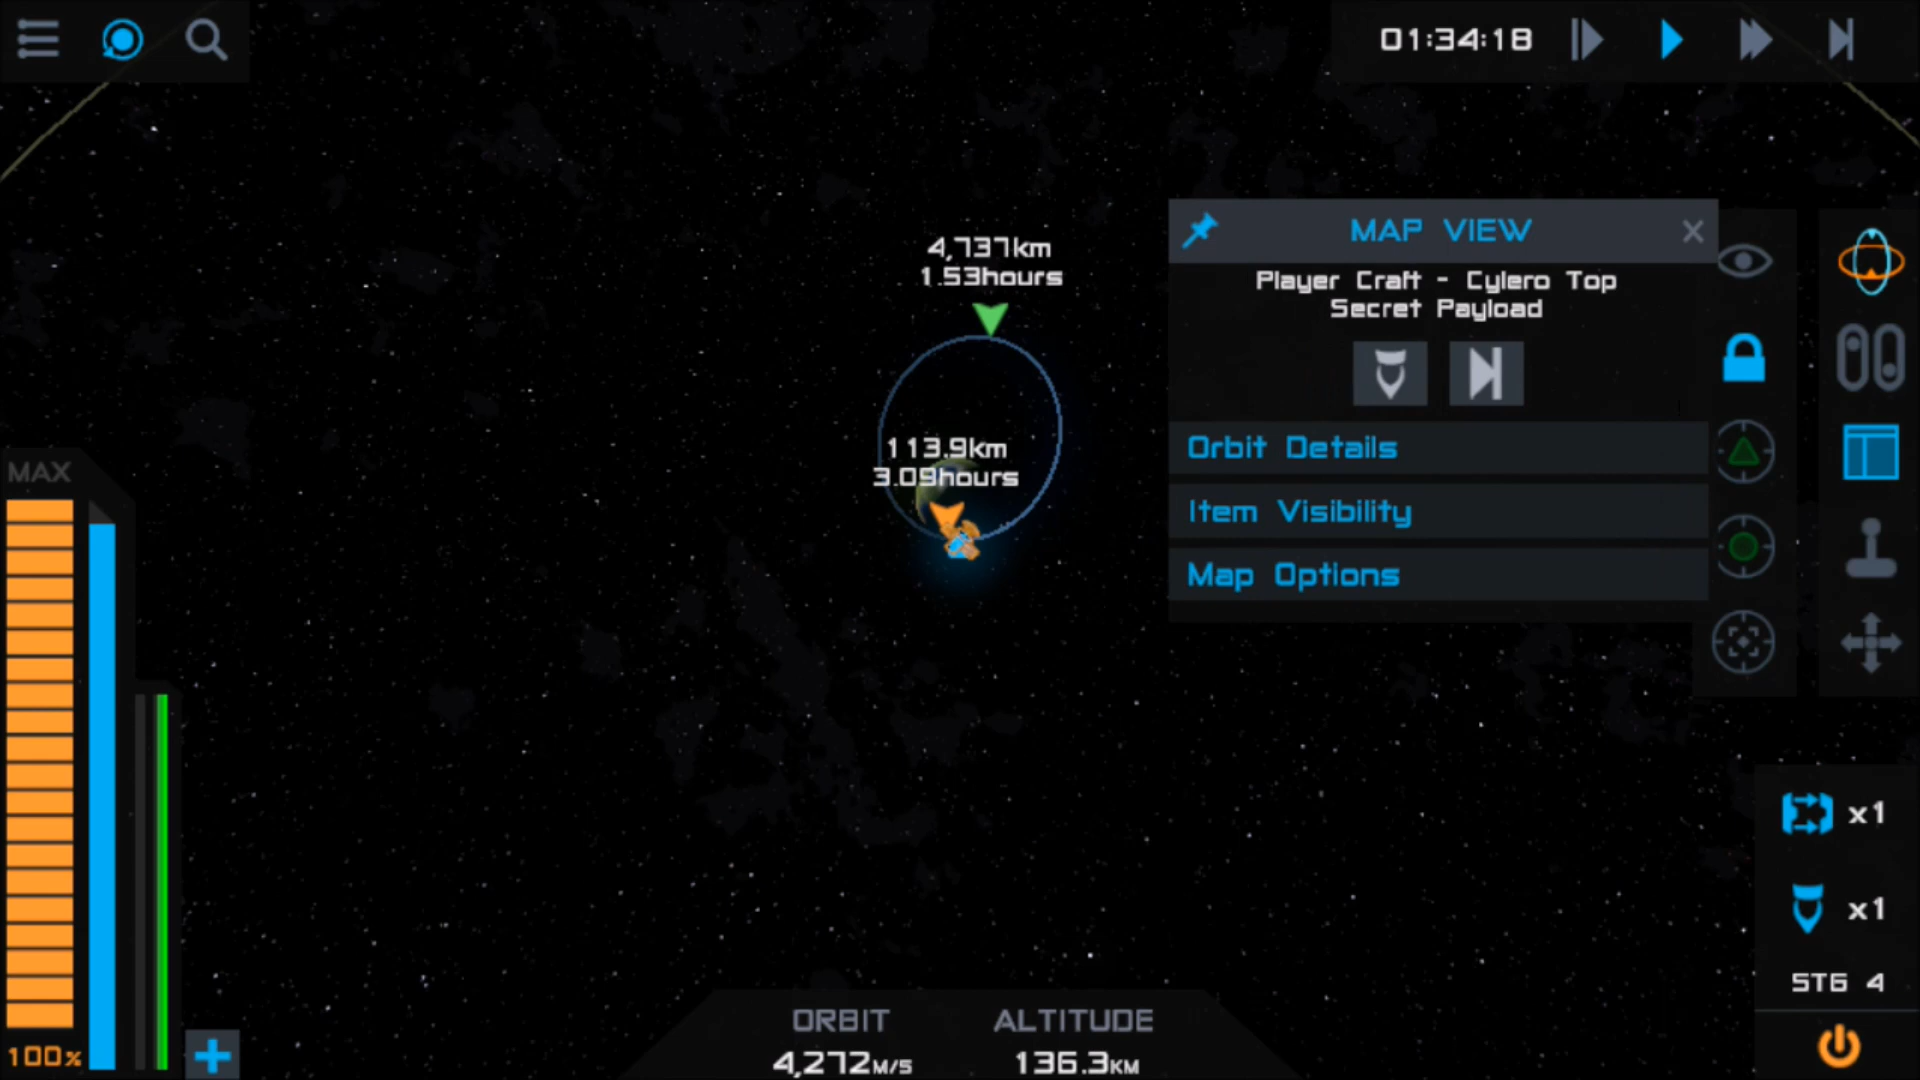 01:34:18
4,737km
1.53hours
MAP VIEW
Player Craft - Cylero Top
Secret Payload
Orbit Details
Item Visibility
Map Options
113.9km
3.09hours
MAX
100%
x1
x1
STG 4
ORBIT
4,272M/S
ALTITUDE
136.3KM